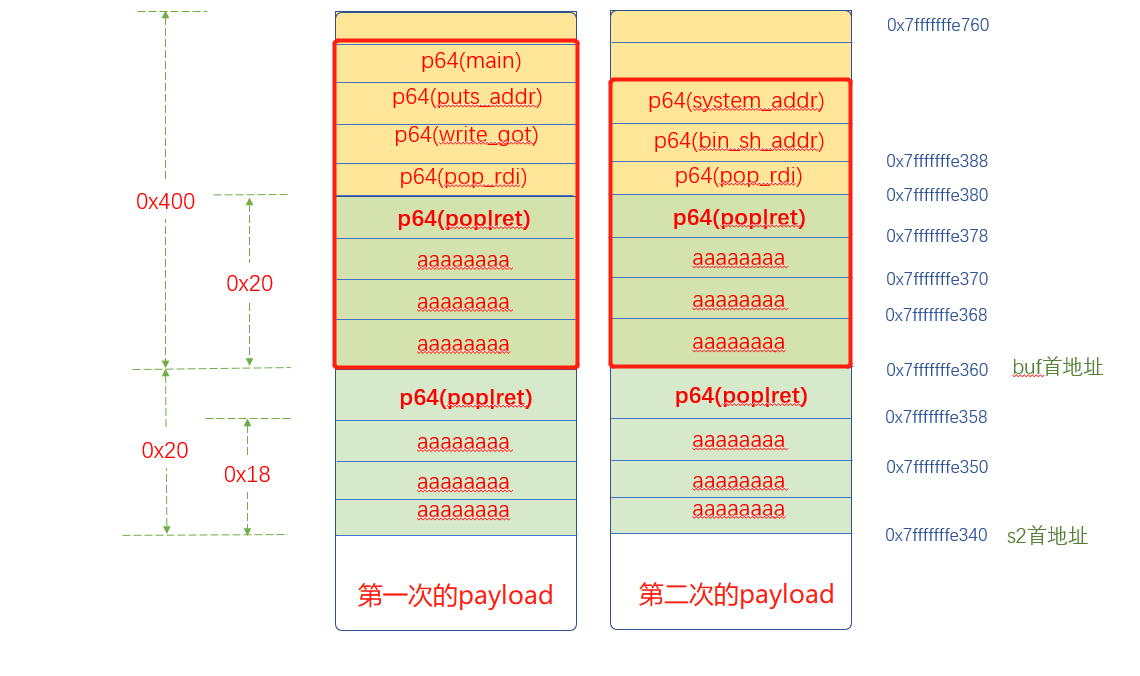 0x7fffffffe760
p64(main)
p64(puts_addr)
p64(system_addr)
p64(write_got)
p64(bin_sh_addr)
0x7fffffffe388
p64(pop_rdi)
p64(pop_rdi)
0x7fffffffe380
0x400
p64(pop|ret)
p64(pop|ret)
0x7fffffffe378
aaaaaaaa
aaaaaaaa
0x7fffffffe370
0x20
aaaaaaaa
aaaaaaaa
0x7fffffffe368
aaaaaaaa
aaaaaaaa
0x7fffffffe360
buf首地址
p64(pop|ret)
p64(pop|ret)
0x7fffffffe358
aaaaaaaa
aaaaaaaa
0x20
0x7fffffffe350
0x18
aaaaaaaa
aaaaaaaa
aaaaaaaa
aaaaaaaa
0x7fffffffe340
s2首地址
第一次的payload
第二次的payload